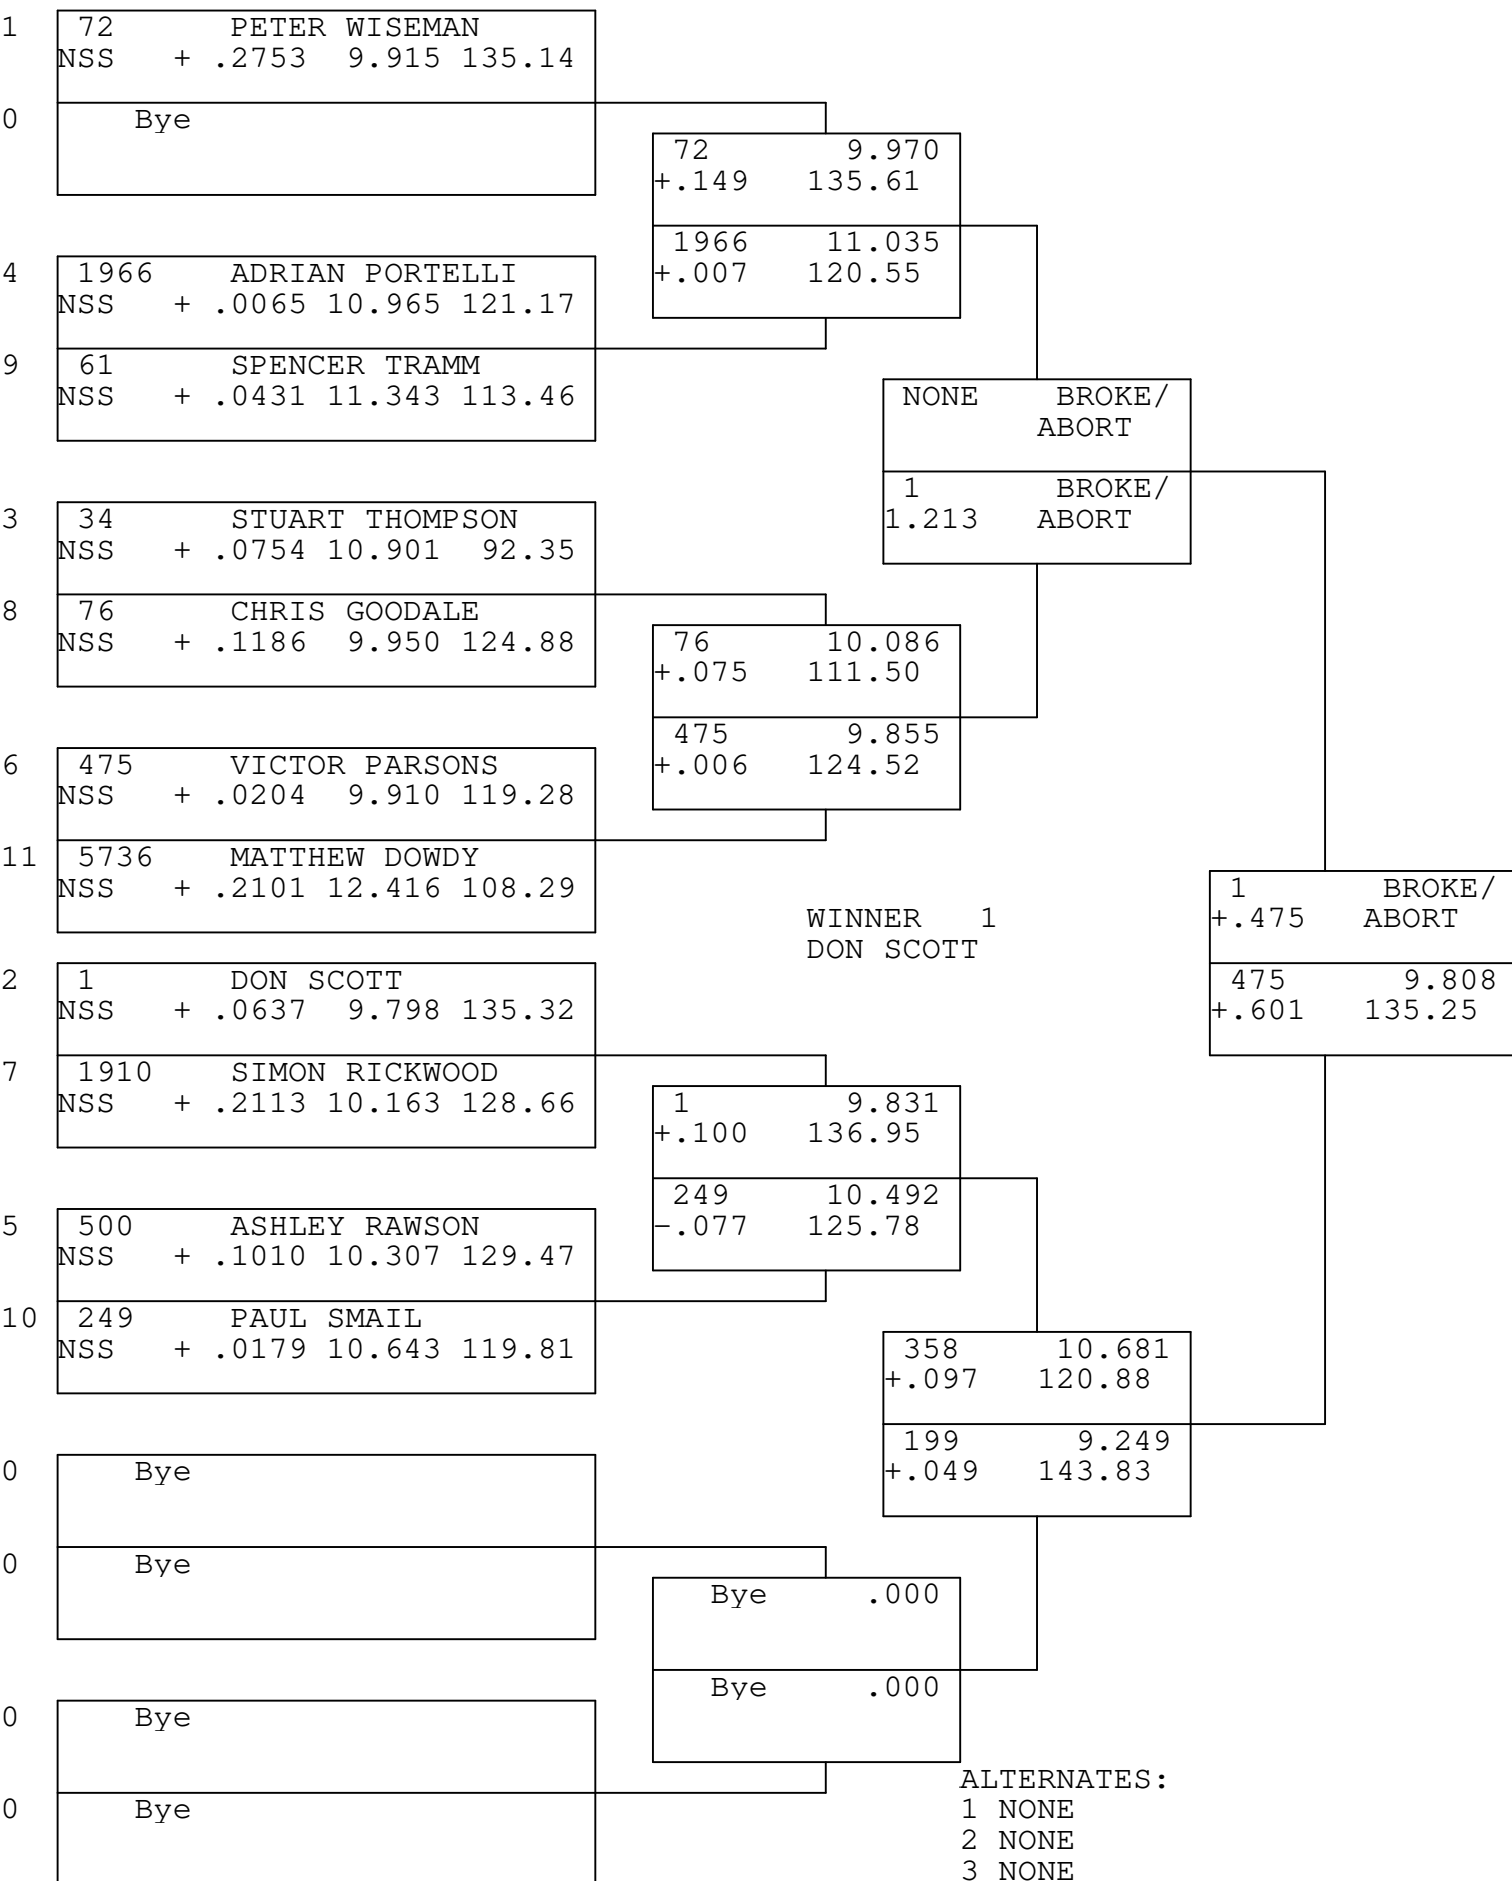 1 72 PETER WISEMAN
NSS + .2753 9.915 135.14
0 Bye
72 9.970
+.149 135.61
1966 11.035
+.007 120.55
4 1966 ADRIAN PORTELLI
NSS + .0065 10.965 121.17
9 61 SPENCER TRAMM
NSS + .0431 11.343 113.46
NONE BROKE/
ABORT
1 BROKE/
1.213 ABORT
3 34 STUART THOMPSON
NSS + .0754 10.901 92.35
8 76 CHRIS GOODALE
NSS + .1186 9.950 124.88
76 10.086
+.075 111.50
475 9.855
+.006 124.52
6 475 VICTOR PARSONS
NSS + .0204 9.910 119.28
11 5736 MATTHEW DOWDY
NSS + .2101 12.416 108.29
WINNER 1
DON SCOTT
1 BROKE/
+.475 ABORT
475 9.808
+.601 135.25
2 1 DON SCOTT
NSS + .0637 9.798 135.32
7 1910 SIMON RICKWOOD
NSS + .2113 10.163 128.66
1 9.831
+.100 136.95
249 10.492
-.077 125.78
5 500 ASHLEY RAWSON
NSS + .1010 10.307 129.47
10 249 PAUL SMAIL
NSS + .0179 10.643 119.81
358 10.681
+.097 120.88
199 9.249
+.049 143.83
0 Bye
0 Bye
Bye .000
Bye .000
0 Bye
0 Bye
ALTERNATES:
1 NONE
2 NONE
3 NONE